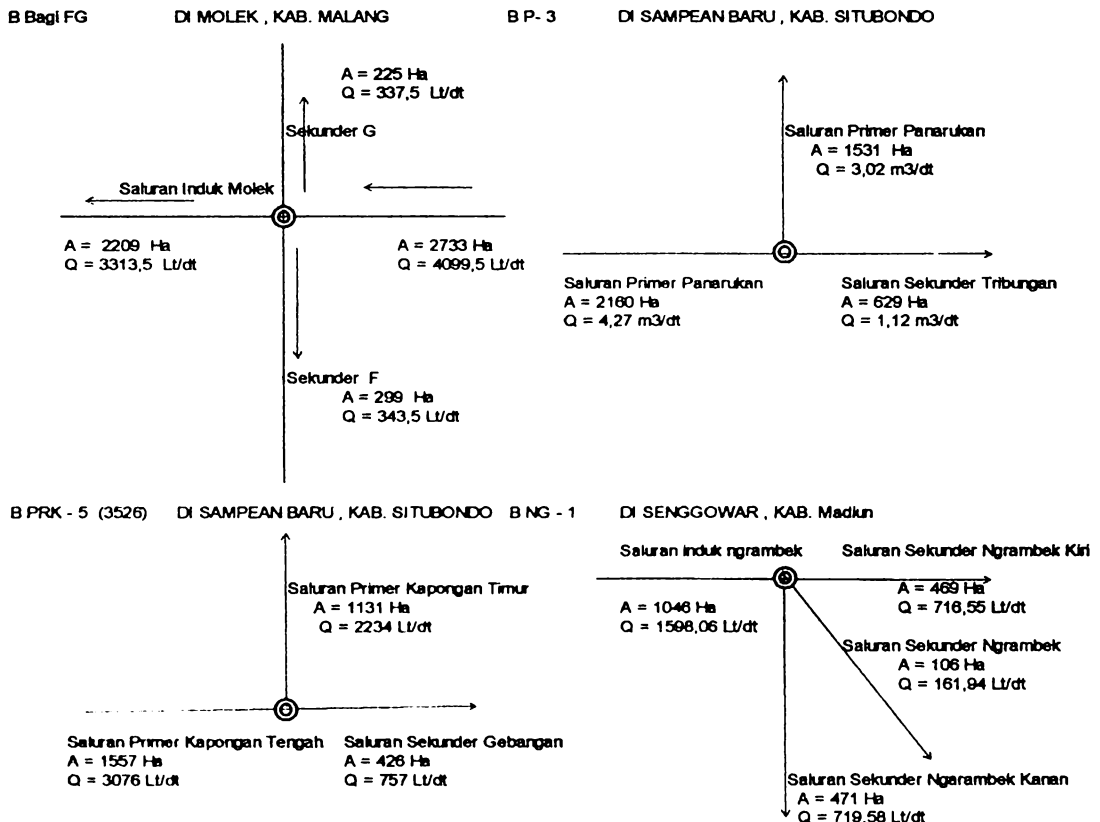 B Bagi FG DI MOLEK , KAB. MALANG
A = 225 Ha
Q = 337,5 Lt/dt
Sekunder G
Saluran Induk Molek
A = 2209 Ha
Q = 3313,5 Lt/dt
A = 2733 Ha
Q = 4099,5 Lt/dt
Sekunder F
A = 299 Ha
Q = 343,5 Lt/dt
B P- 3 DI SAMPEAN BARU , KAB. SITUBONDO
Saluran Primer Panarukan
A = 1531 Ha
Q = 3,02 m3/dt
Saluran Primer Panarukan
A = 2160 Ha
Q = 4,27 m3/dt
Saluran Sekunder Tribungan
A = 629 Ha
Q = 1,12 m3/dt
B PRK - 5 (3526) DI SAMPEAN BARU , KAB. SITUBONDO
Saluran Primer Kapongan Timur
A = 1131 Ha
Q = 2234 Lt/dt
Saluran Primer Kapongan Tengah
A = 1557 Ha
Q = 3076 Lt/dt
Saluran Sekunder Gebangan
A = 426 Ha
Q = 757 Lt/dt
B NG - 1 DI SENGGOWAR , KAB. Madiun
Saluran induk ngrambek
A = 1046 Ha
Q = 1598,06 Lt/dt
Saluran Sekunder Ngrambek Kiri
A = 469 Ha
Q = 716,55 Lt/dt
Saluran Sekunder Ngrambek
A = 106 Ha
Q = 161,94 Lt/dt
Saluran Sekunder Ngarambek Kanan
A = 471 Ha
Q = 719,58 Lt/dt